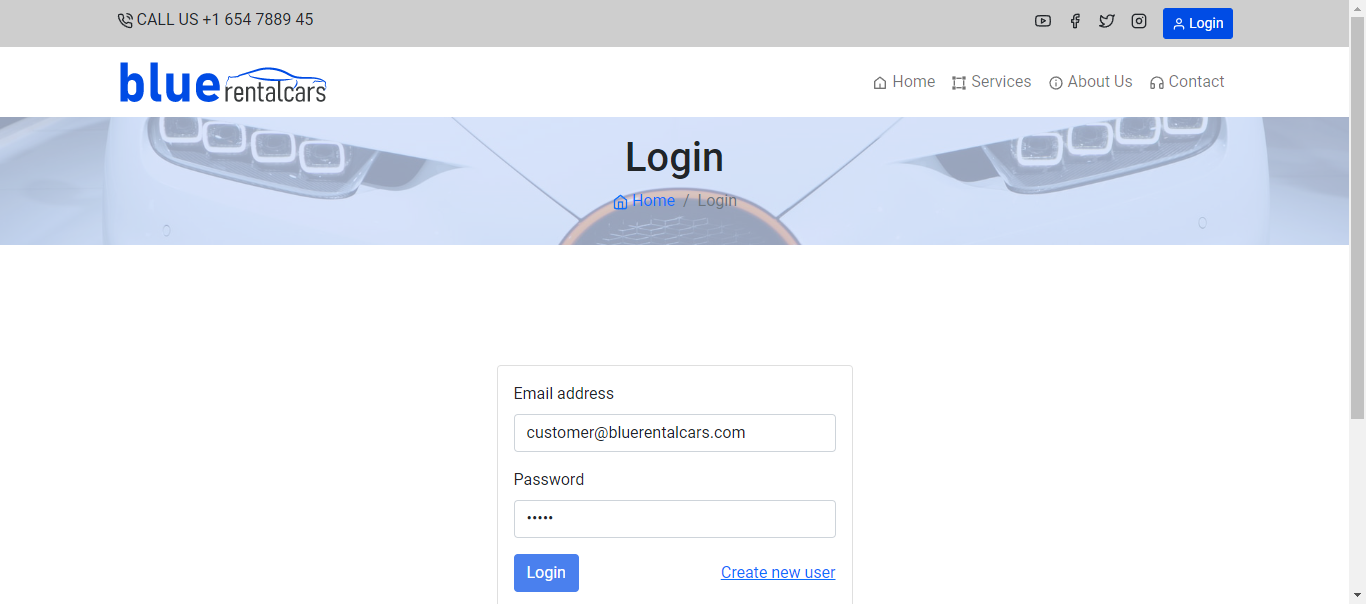 CALL US +1 654 7889 45
Login
blue rentalcars
Home Services About Us Contact
Login
Home / Login
Email address
customer@bluerentalcars.com
Password
•••••
Login Create new user